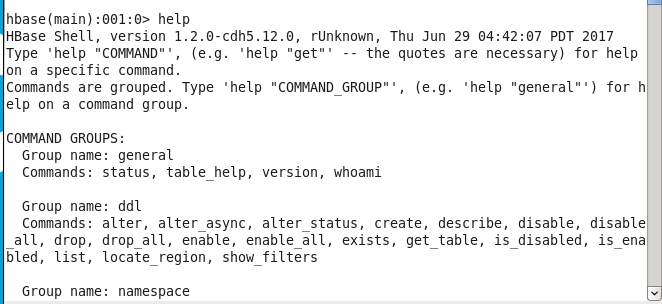 hbase(main):001:0> help
HBase Shell, version 1.2.0-cdh5.12.0, rUnknown, Thu Jun 29 04:42:07 PDT 2017
Type 'help "COMMAND"', (e.g. 'help "get"' -- the quotes are necessary) for help
on a specific command.
Commands are grouped. Type 'help "COMMAND_GROUP"', (e.g. 'help "general"') for h
elp on a command group.
COMMAND GROUPS:
Group name: general
Commands: status, table_help, version, whoami
Group name: ddl
Commands: alter, alter_async, alter_status, create, describe, disable, disable
_all, drop, drop_all, enable, enable_all, exists, get_table, is_disabled, is_ena
bled, list, locate_region, show_filters
Group name: namespace